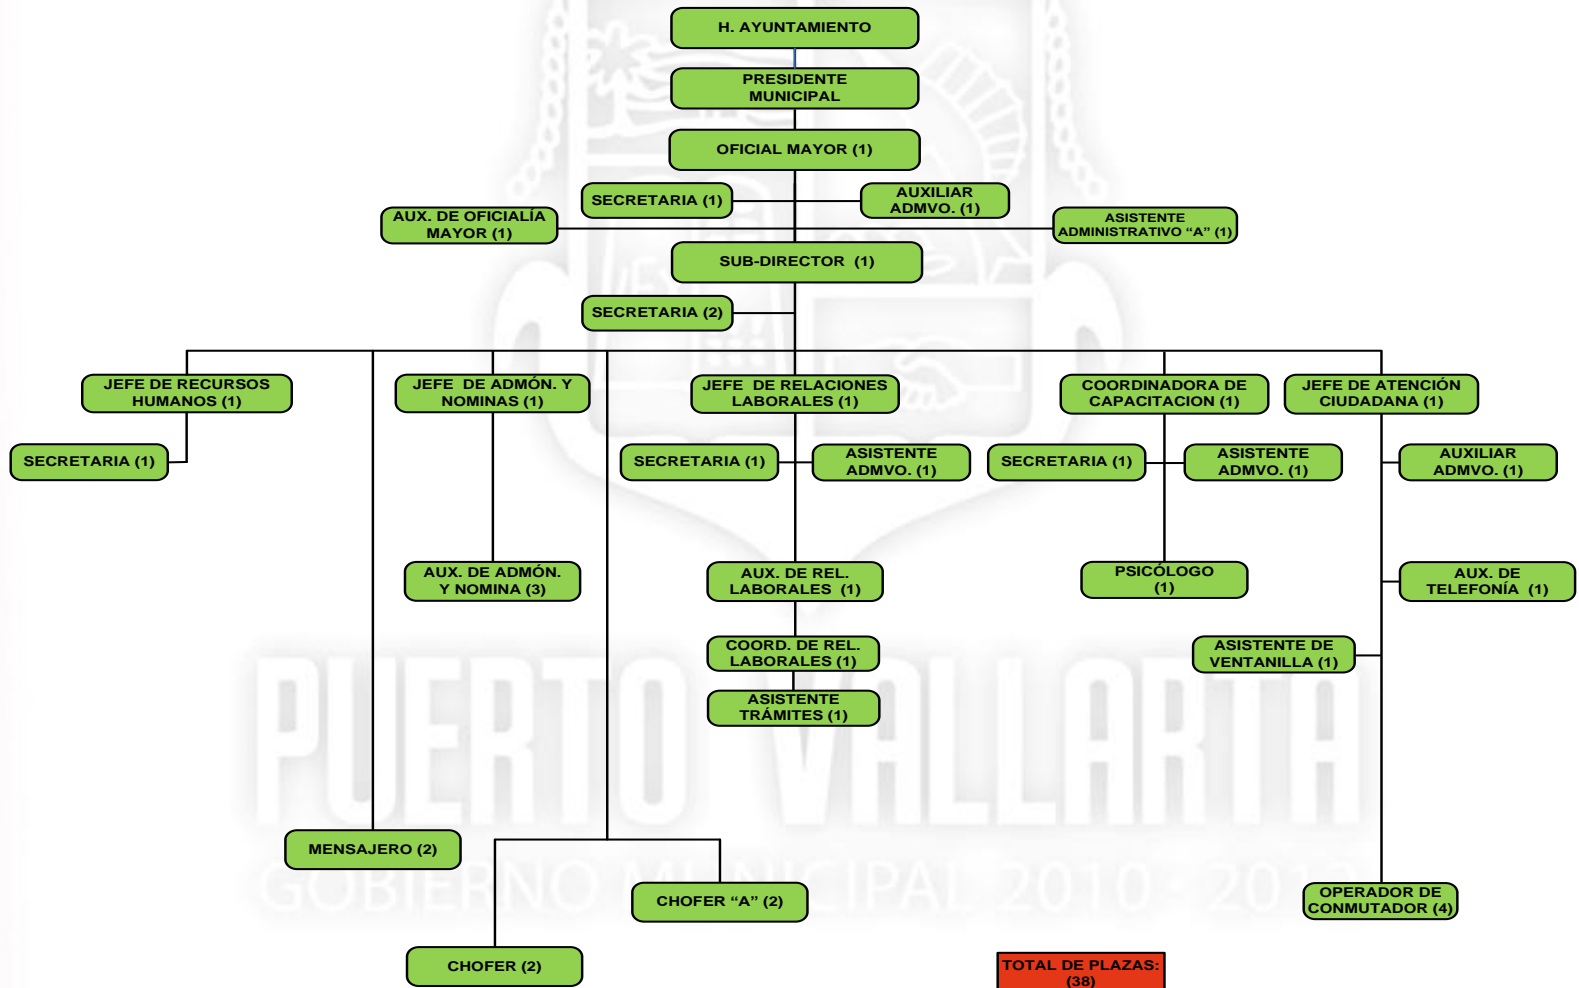 H. AYUNTAMIENTO
PRESIDENTE
MUNICIPAL
OFICIAL MAYOR (1)
SECRETARIA (1)
AUXILIAR
ADMVO. (1)
AUX. DE OFICIALÍA
MAYOR (1)
ASISTENTE
ADMINISTRATIVO “A” (1)
SUB-DIRECTOR (1)
SECRETARIA (2)
JEFE DE RECURSOS
HUMANOS (1)
JEFE DE ADMÓN. Y
NOMINAS (1)
JEFE DE RELACIONES
LABORALES (1)
COORDINADORA DE
CAPACITACION (1)
JEFE DE ATENCIÓN
CIUDADANA (1)
SECRETARIA (1)
SECRETARIA (1)
ASISTENTE
ADMVO. (1)
SECRETARIA (1)
ASISTENTE
ADMVO. (1)
AUXILIAR
ADMVO. (1)
AUX. DE ADMÓN.
Y NOMINA (3)
AUX. DE REL.
LABORALES (1)
PSICÓLOGO
(1)
AUX. DE
TELEFONÍA (1)
COORD. DE REL.
LABORALES (1)
ASISTENTE DE
VENTANILLA (1)
ASISTENTE
TRÁMITES (1)
PUERTO VALLARTA
MENSAJERO (2)
GOBIERNO MUNICIPAL 2010 - 201
CHOFER “A” (2)
OPERADOR DE
CONMUTADOR (4)
CHOFER (2)
TOTAL DE PLAZAS:
(38)